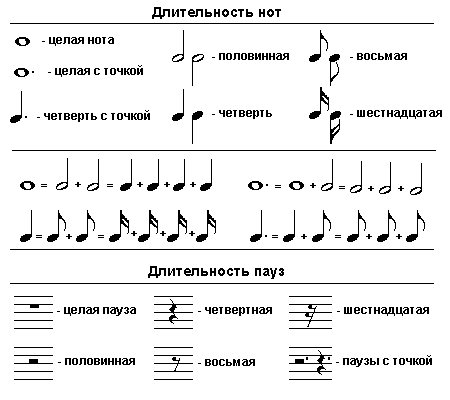 Длительность нот
- целая нота
- половинная
- восьмая
- целая с точкой
- четверть с точкой
- четверть
- шестнадцатая
= + = + + + = + = + +
= + = + + + = + = + +
Длительность пауз
- целая пауза
- четвертная
- шестнадцатая
- половинная
- восьмая
- паузы с точкой